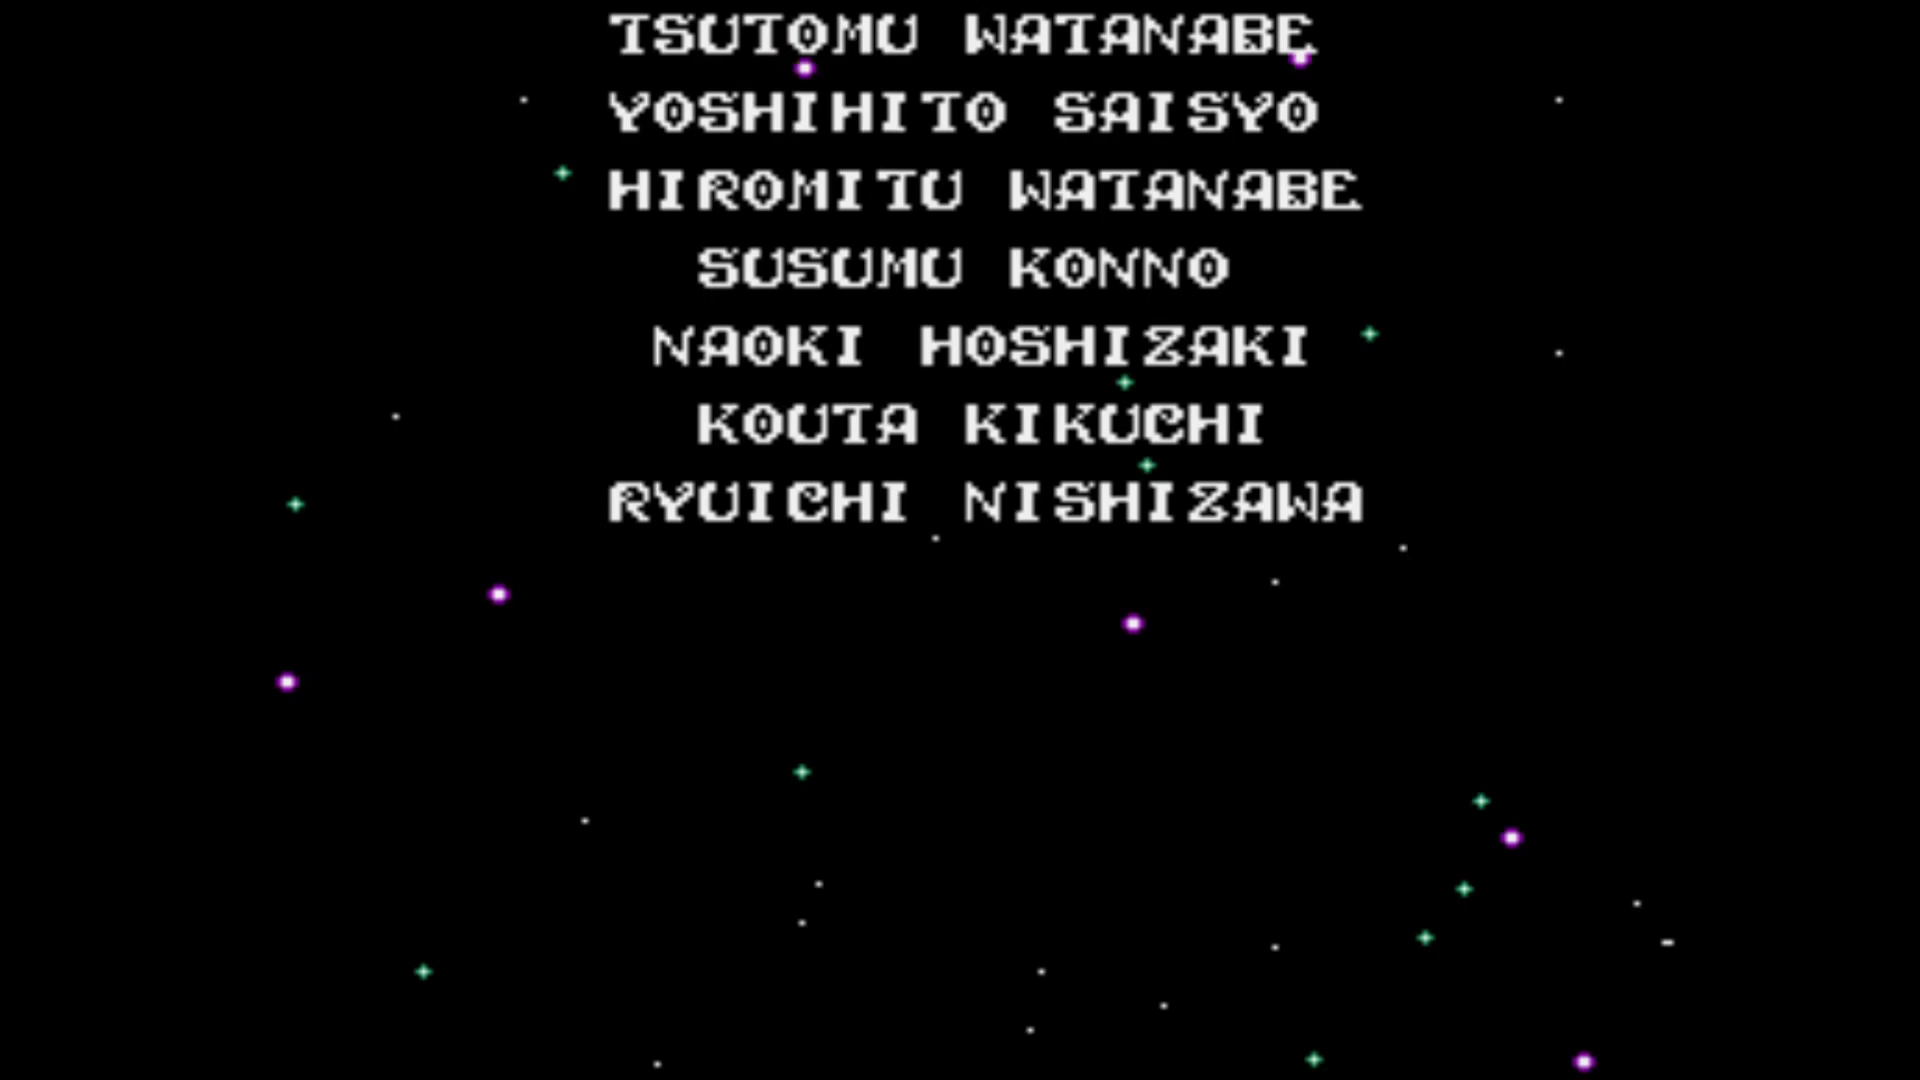 TSUTOMU WATANABE
YOSHIHITO SAISYO
HIROMITU WATANABE
SUSUMU KONNO
NAOKI HOSHIZAKI
KOUTA KIKUCHI
RYUICHI NISHIZAWA